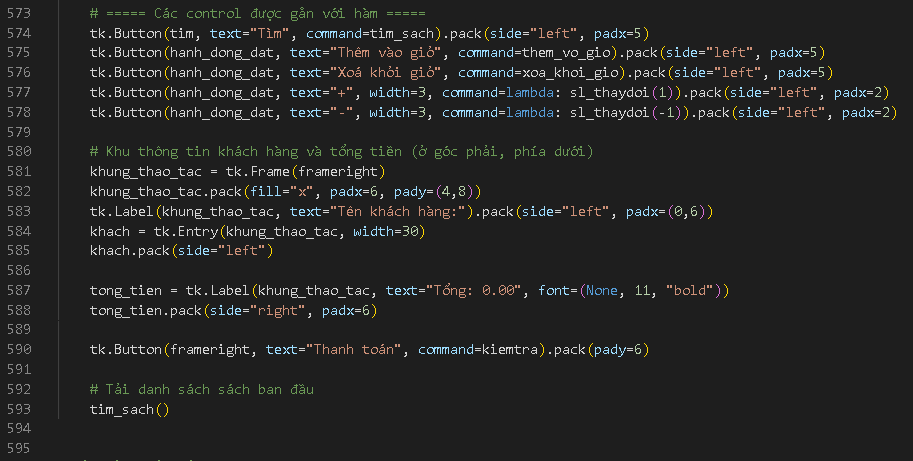 573 # ===== Các control được gắn với hàm =====
574 tk.Button(tim, text="Tìm", command=tim_sach).pack(side="left", padx=5)
575 tk.Button(hanh_dong_dat, text="Thêm vào giỏ", command=them_vo_gio).pack(side="left", padx=5)
576 tk.Button(hanh_dong_dat, text="Xoá khỏi giỏ", command=xoa_khoi_gio).pack(side="left", padx=5)
577 tk.Button(hanh_dong_dat, text="+", width=3, command=lambda: sl_thaydoi(1)).pack(side="left", padx=2)
578 tk.Button(hanh_dong_dat, text="-", width=3, command=lambda: sl_thaydoi(-1)).pack(side="left", padx=2)
579
580 # Khu thông tin khách hàng và tổng tiền (ở góc phải, phía dưới)
581 khung_thao_tac = tk.Frame(frameright)
582 khung_thao_tac.pack(fill="x", padx=6, pady=(4,8))
583 tk.Label(khung_thao_tac, text="Tên khách hàng:").pack(side="left", padx=(0,6))
584 khach = tk.Entry(khung_thao_tac, width=30)
585 khach.pack(side="left")
586
587 tong_tien = tk.Label(khung_thao_tac, text="Tổng: 0.00", font=(None, 11, "bold"))
588 tong_tien.pack(side="right", padx=6)
589
590 tk.Button(frameright, text="Thanh toán", command=kiemtra).pack(pady=6)
591
592 # Tải danh sách sách ban đầu
593 tim_sach()
594
595